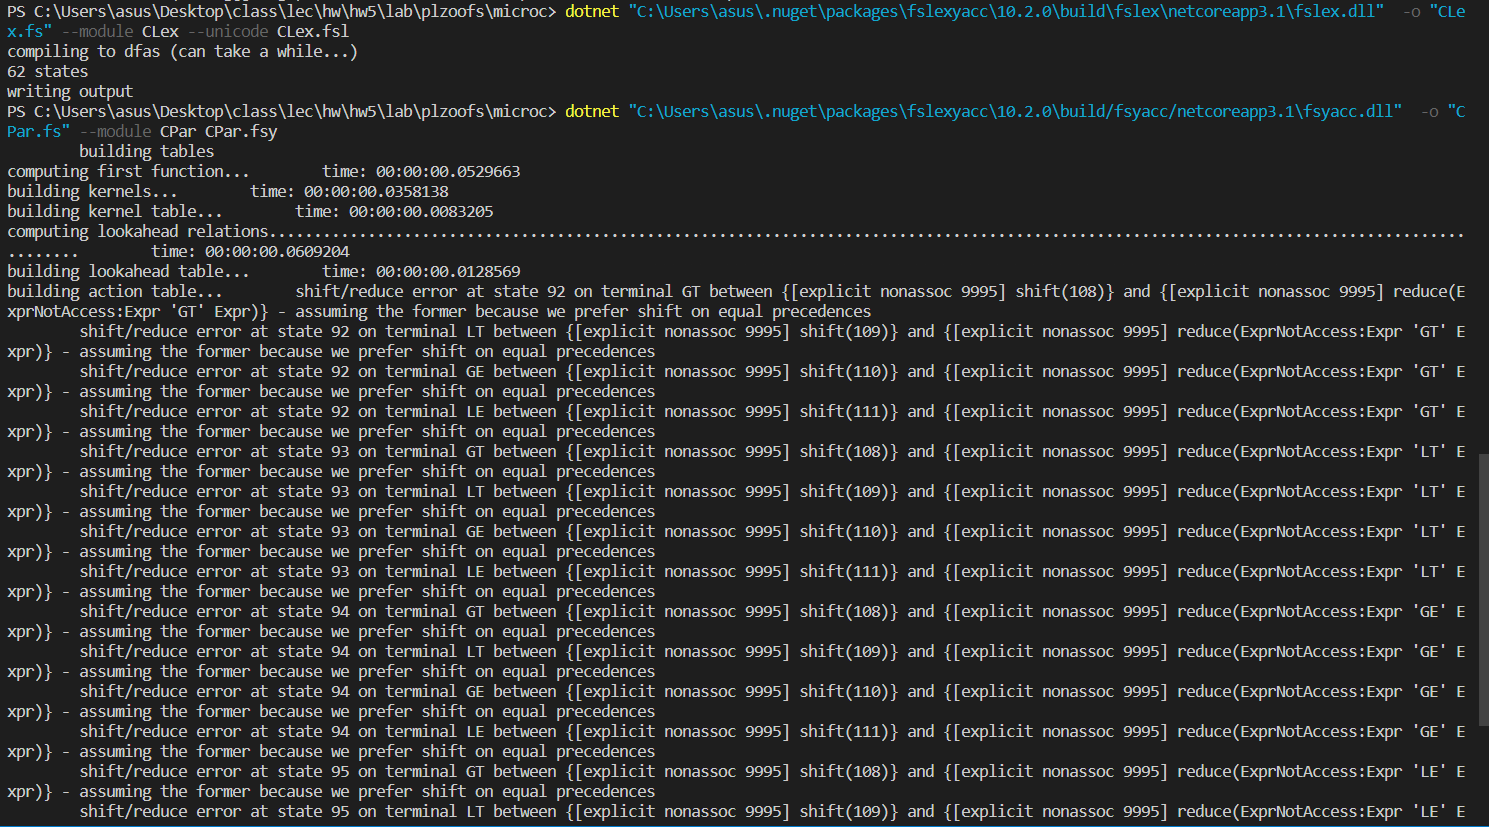 PS C:\Users\asus\Desktop\class\lec\hw\hw5\lab\plzoofs\microc> dotnet "C:\Users\asus\.nuget\packages\fslexyacc\10.2.0\build\fslex\netcoreapp3.1\fslex.dll"  -o "CLe
x.fs" --module CLex --unicode CLex.fsl
compiling to dfas (can take a while...)
62 states
writing output
PS C:\Users\asus\Desktop\class\lec\hw\hw5\lab\plzoofs\microc> dotnet "C:\Users\asus\.nuget\packages\fslexyacc\10.2.0\build/fsyacc/netcoreapp3.1\fsyacc.dll"  -o "C
Par.fs" --module CPar CPar.fsy
        building tables
computing first function...        time: 00:00:00.0529663
building kernels...        time: 00:00:00.0358138
building kernel table...        time: 00:00:00.0083205
computing lookahead relations.....................................................................................................................................
........        time: 00:00:00.0609204
building lookahead table...        time: 00:00:00.0128569
building action table...        shift/reduce error at state 92 on terminal GT between {[explicit nonassoc 9995] shift(108)} and {[explicit nonassoc 9995] reduce(E
xprNotAccess:Expr 'GT' Expr)} - assuming the former because we prefer shift on equal precedences
        shift/reduce error at state 92 on terminal LT between {[explicit nonassoc 9995] shift(109)} and {[explicit nonassoc 9995] reduce(ExprNotAccess:Expr 'GT' E
xpr)} - assuming the former because we prefer shift on equal precedences
        shift/reduce error at state 92 on terminal GE between {[explicit nonassoc 9995] shift(110)} and {[explicit nonassoc 9995] reduce(ExprNotAccess:Expr 'GT' E
xpr)} - assuming the former because we prefer shift on equal precedences
        shift/reduce error at state 92 on terminal LE between {[explicit nonassoc 9995] shift(111)} and {[explicit nonassoc 9995] reduce(ExprNotAccess:Expr 'GT' E
xpr)} - assuming the former because we prefer shift on equal precedences
        shift/reduce error at state 93 on terminal GT between {[explicit nonassoc 9995] shift(108)} and {[explicit nonassoc 9995] reduce(ExprNotAccess:Expr 'LT' E
xpr)} - assuming the former because we prefer shift on equal precedences
        shift/reduce error at state 93 on terminal LT between {[explicit nonassoc 9995] shift(109)} and {[explicit nonassoc 9995] reduce(ExprNotAccess:Expr 'LT' E
xpr)} - assuming the former because we prefer shift on equal precedences
        shift/reduce error at state 93 on terminal GE between {[explicit nonassoc 9995] shift(110)} and {[explicit nonassoc 9995] reduce(ExprNotAccess:Expr 'LT' E
xpr)} - assuming the former because we prefer shift on equal precedences
        shift/reduce error at state 93 on terminal LE between {[explicit nonassoc 9995] shift(111)} and {[explicit nonassoc 9995] reduce(ExprNotAccess:Expr 'LT' E
xpr)} - assuming the former because we prefer shift on equal precedences
        shift/reduce error at state 94 on terminal GT between {[explicit nonassoc 9995] shift(108)} and {[explicit nonassoc 9995] reduce(ExprNotAccess:Expr 'GE' E
xpr)} - assuming the former because we prefer shift on equal precedences
        shift/reduce error at state 94 on terminal LT between {[explicit nonassoc 9995] shift(109)} and {[explicit nonassoc 9995] reduce(ExprNotAccess:Expr 'GE' E
xpr)} - assuming the former because we prefer shift on equal precedences
        shift/reduce error at state 94 on terminal GE between {[explicit nonassoc 9995] shift(110)} and {[explicit nonassoc 9995] reduce(ExprNotAccess:Expr 'GE' E
xpr)} - assuming the former because we prefer shift on equal precedences
        shift/reduce error at state 94 on terminal LE between {[explicit nonassoc 9995] shift(111)} and {[explicit nonassoc 9995] reduce(ExprNotAccess:Expr 'GE' E
xpr)} - assuming the former because we prefer shift on equal precedences
        shift/reduce error at state 95 on terminal GT between {[explicit nonassoc 9995] shift(108)} and {[explicit nonassoc 9995] reduce(ExprNotAccess:Expr 'LE' E
xpr)} - assuming the former because we prefer shift on equal precedences
        shift/reduce error at state 95 on terminal LT between {[explicit nonassoc 9995] shift(109)} and {[explicit nonassoc 9995] reduce(ExprNotAccess:Expr 'LE' E